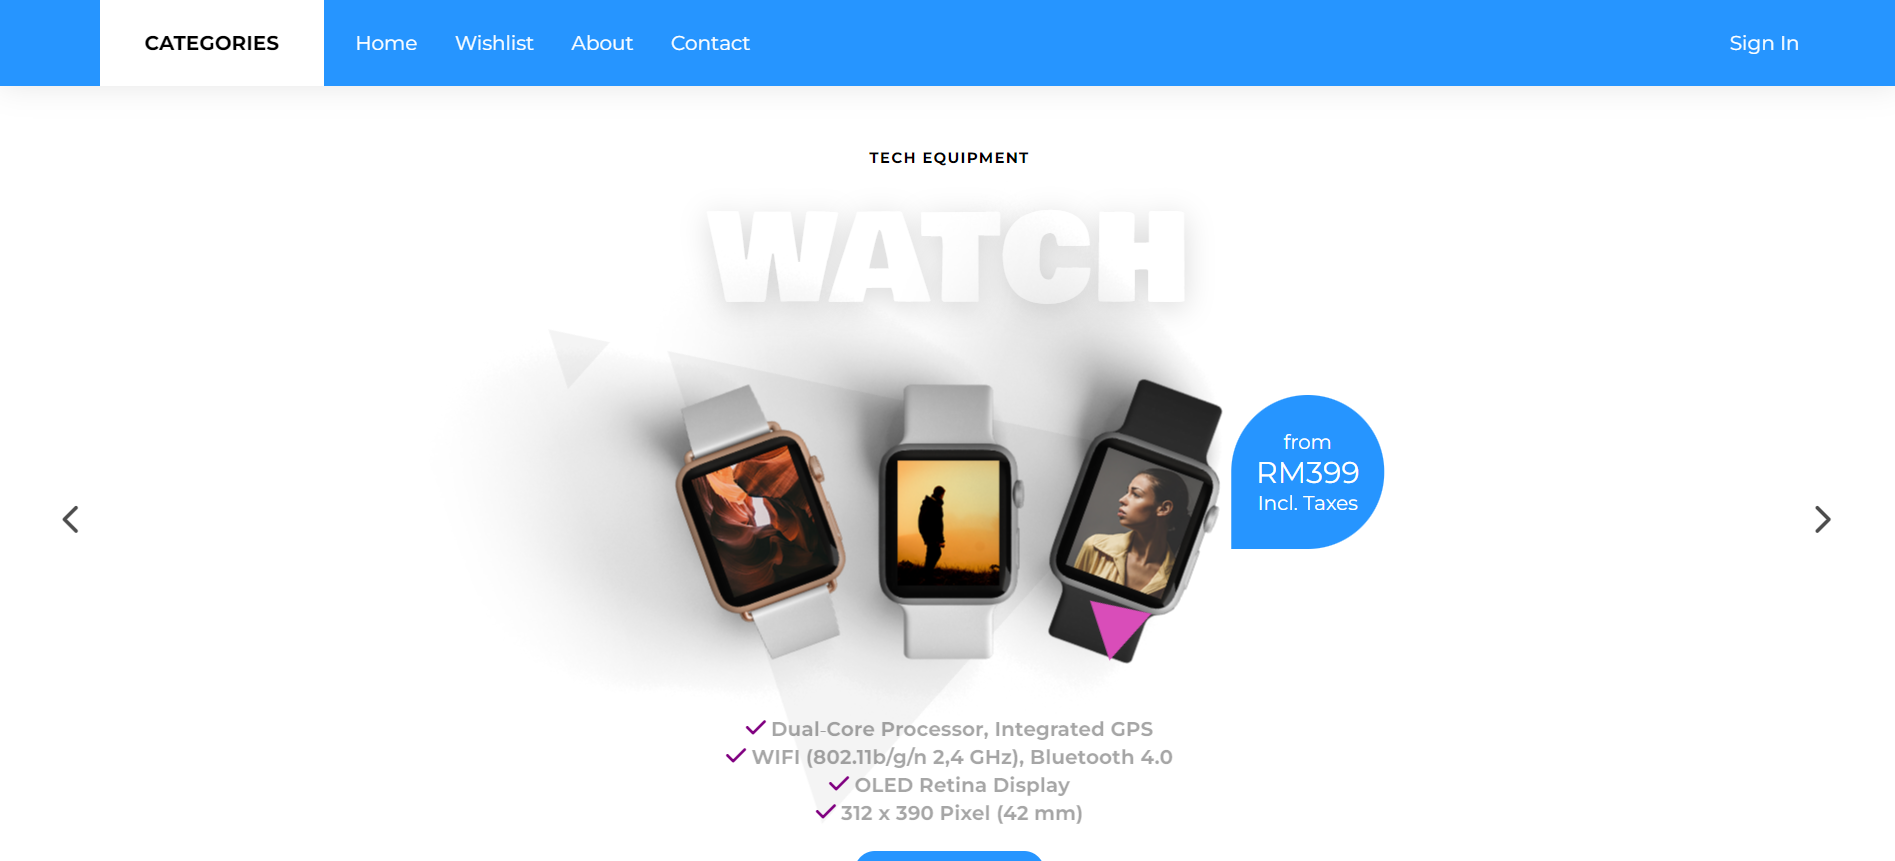 CATEGORIES
Home
Wishlist
About
Contact
Sign In
TECH EQUIPMENT
WATCH
from
RM399
Incl. Taxes
Dual-Core Processor, Integrated GPS
WIFI (802.11b/g/n 2,4 GHz), Bluetooth 4.0
OLED Retina Display
312 x 390 Pixel (42 mm)